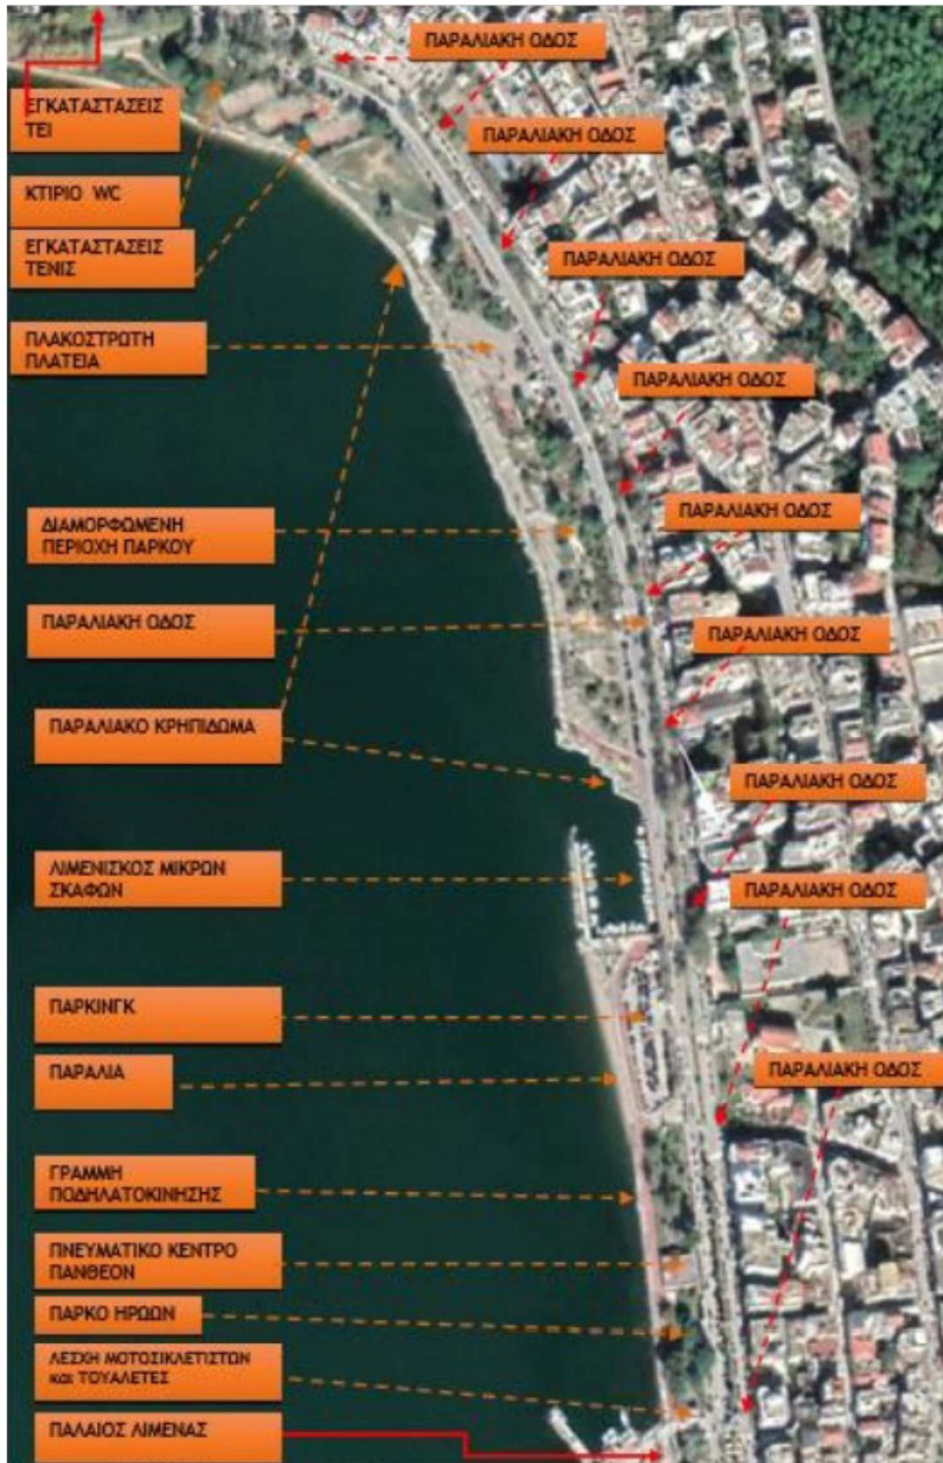 ΠΑΡΑΛΙΑΚΗ ΟΔΟΣ
ΕΓΚΑΤΑΣΤΑΣΕΙΣ
ΤΕΙ
ΠΑΡΑΛΙΑΚΗ ΟΔΟΣ
ΚΤΙΡΙΟ WC
ΕΓΚΑΤΑΣΤΑΣΕΙΣ
ΤΕΝΙΣ
ΠΑΡΑΛΙΑΚΗ ΟΔΟΣ
ΠΛΑΚΟΣΤΡΩΤΗ
ΠΛΑΤΕΙΑ
ΠΑΡΑΛΙΑΚΗ ΟΔΟΣ
ΔΙΑΜΟΡΦΩΜΕΝΗ
ΠΕΡΙΟΧΗ ΠΑΡΚΟΥ
ΠΑΡΑΛΙΑΚΗ ΟΔΟΣ
ΠΑΡΑΛΙΑΚΗ ΟΔΟΣ
ΠΑΡΑΛΙΑΚΗ ΟΔΟΣ
ΠΑΡΑΛΙΑΚΟ ΚΡΗΠΙΔΩΜΑ
ΠΑΡΑΛΙΑΚΗ ΟΔΟΣ
ΛΙΜΕΝΙΣΚΟΣ ΜΙΚΡΩΝ
ΣΚΑΦΩΝ
ΠΑΡΑΛΙΑΚΗ ΟΔΟΣ
ΠΑΡΚΙΝΓΚ
ΠΑΡΑΛΙΑ
ΠΑΡΑΛΙΑΚΗ ΟΔΟΣ
ΓΡΑΜΜΗ
ΠΟΔΗΛΑΤΟΚΙΝΗΣΗΣ
ΠΝΕΥΜΑΤΙΚΟ ΚΕΝΤΡΟ
ΠΑΝΘΕΟΝ
ΠΑΡΚΟ ΗΡΩΩΝ
ΛΕΣΧΗ ΜΟΤΟΣΙΚΛΕΤΙΣΤΩΝ
και ΤΟΥΑΛΕΤΕΣ
ΠΑΛΑΙΟΣ ΛΙΜΕΝΑΣ